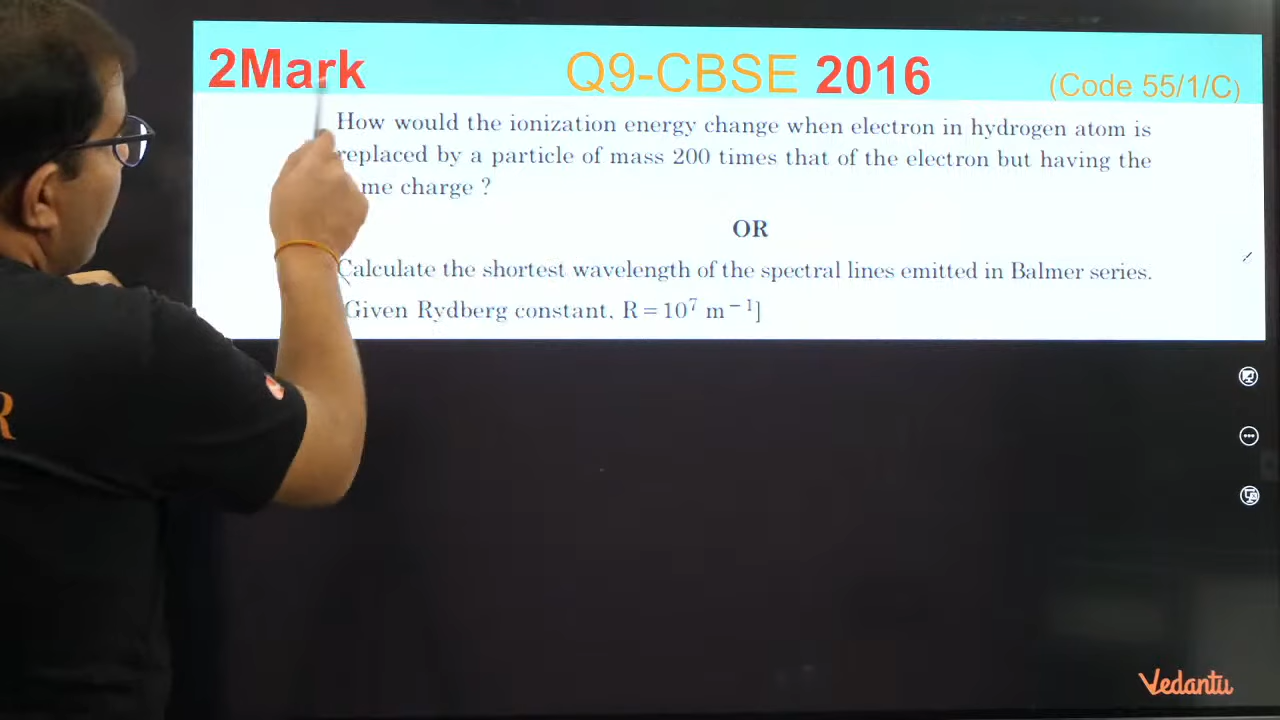 2Mark Q9-CBSE 2016 (Code 55/1/C)
How would the ionization energy change when electron in hydrogen atom is
replaced by a particle of mass 200 times that of the electron but having the
me charge ?
OR
Calculate the shortest wavelength of the spectral lines emitted in Balmer series.
Given Rydberg constant, R = 10⁷ m⁻¹]
Vedantu